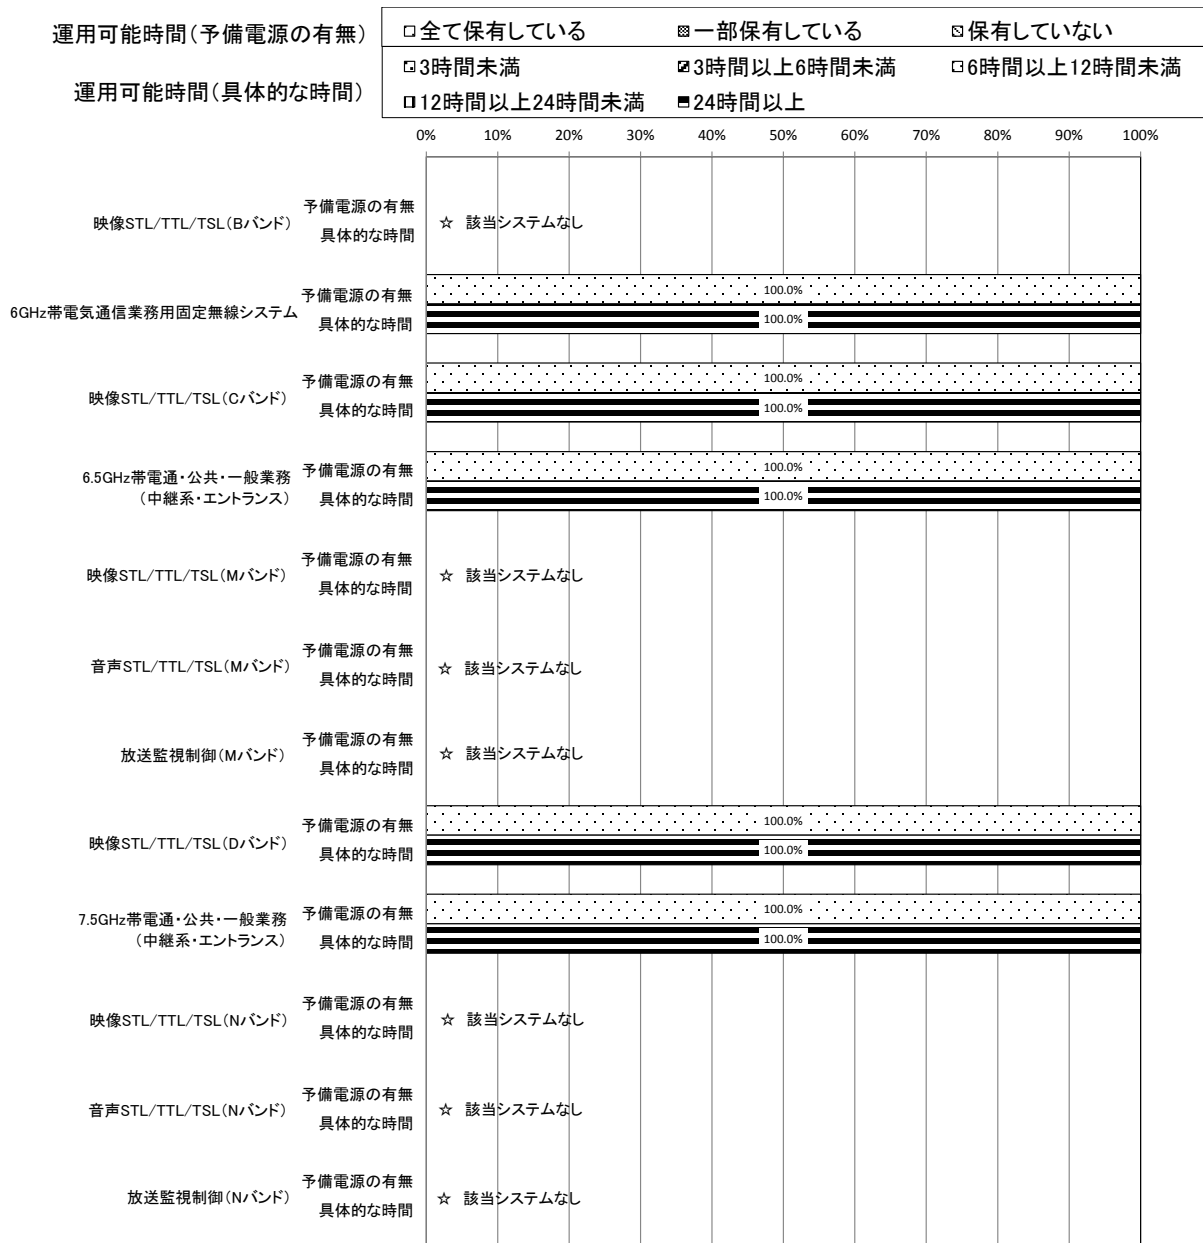 運用可能時間(予備電源の有無)
全て保有している 一部保有している 保有していない
運用可能時間(具体的な時間)
3時間未満 3時間以上6時間未満 6時間以上12時間未満
12時間以上24時間未満 24時間以上
0% 10% 20% 30% 40% 50% 60% 70% 80% 90% 100%
映像STL/TTL/TSL(Bバンド)
予備電源の有無
具体的な時間
☆ 該当システムなし
6GHz帯電気通信業務用固定無線システム
予備電源の有無
100.0%
具体的な時間
100.0%
映像STL/TTL/TSL(Cバンド)
予備電源の有無
100.0%
具体的な時間
100.0%
6.5GHz帯電通・公共・一般業務
(中継系・エントランス)
予備電源の有無
100.0%
具体的な時間
100.0%
映像STL/TTL/TSL(Mバンド)
予備電源の有無
具体的な時間
☆ 該当システムなし
音声STL/TTL/TSL(Mバンド)
予備電源の有無
具体的な時間
☆ 該当システムなし
放送監視制御(Mバンド)
予備電源の有無
具体的な時間
☆ 該当システムなし
映像STL/TTL/TSL(Dバンド)
予備電源の有無
100.0%
具体的な時間
100.0%
7.5GHz帯電通・公共・一般業務
(中継系・エントランス)
予備電源の有無
100.0%
具体的な時間
100.0%
映像STL/TTL/TSL(Nバンド)
予備電源の有無
具体的な時間
☆ 該当システムなし
音声STL/TTL/TSL(Nバンド)
予備電源の有無
具体的な時間
☆ 該当システムなし
放送監視制御(Nバンド)
予備電源の有無
具体的な時間
☆ 該当システムなし